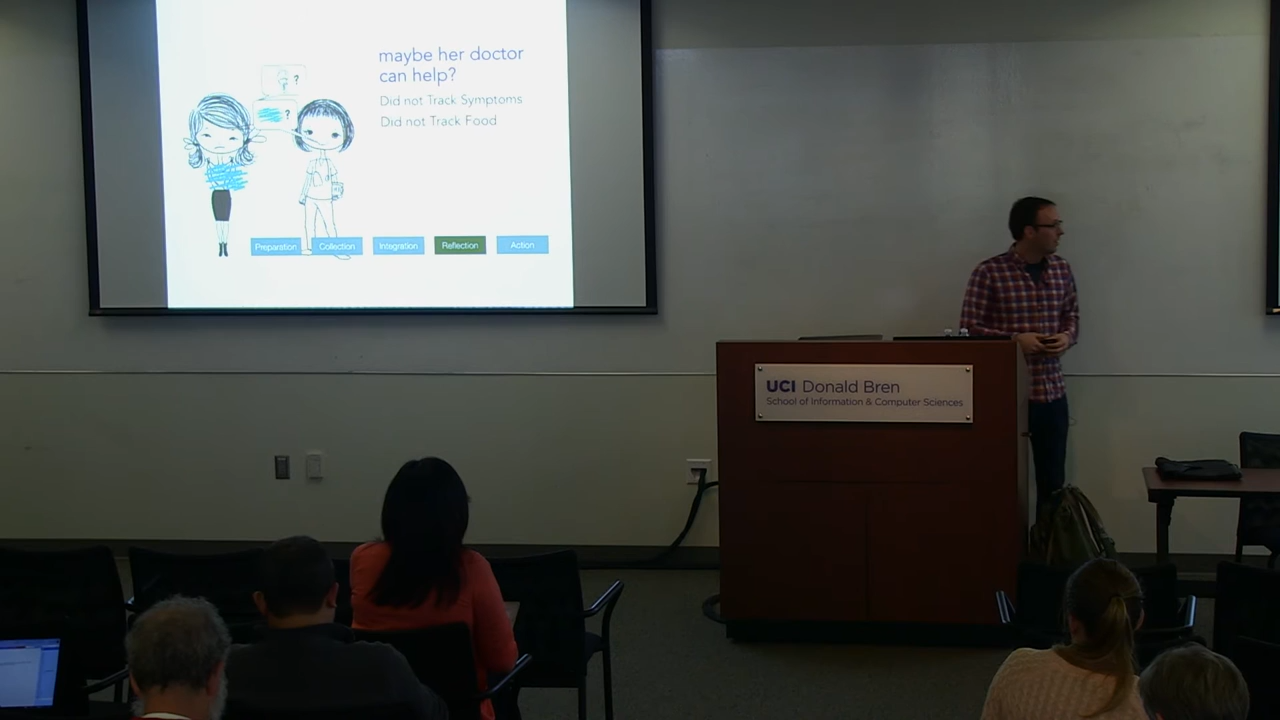 maybe her doctor
can help?
Did not Track Symptoms
Did not Track Food
?
?
Preparation
Collection
Integration
Reflection
Action
UCI Donald Bren
School of Information & Computer Sciences